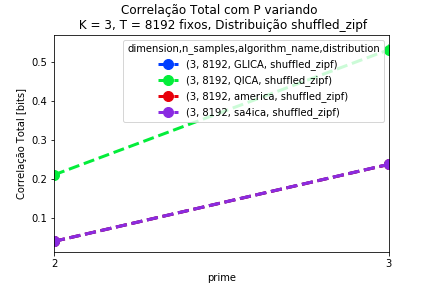 Correlação Total com P variando
K = 3, T = 8192 fixos, Distribuição shuffled_zipf
dimension,n_samples,algorithm_name,distribution
(3, 8192, GLICA, shuffled_zipf)
(3, 8192, QICA, shuffled_zipf)
(3, 8192, america, shuffled_zipf)
(3, 8192, sa4ica, shuffled_zipf)
Correlação Total [bits]
0.5
0.4
0.3
0.2
0.1
2
3
prime